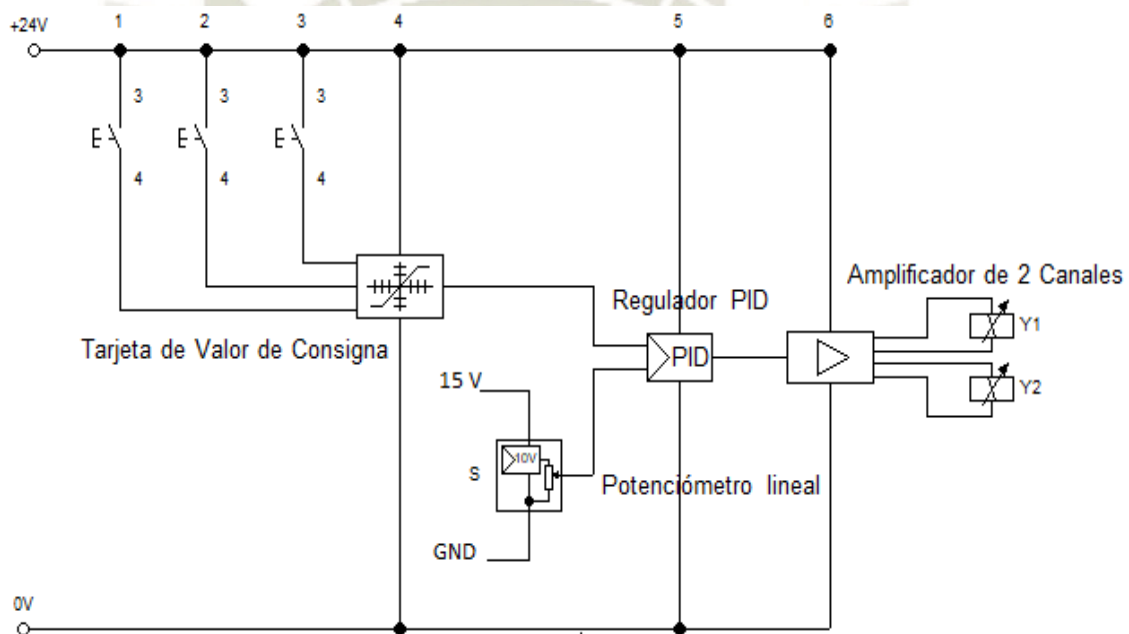 +24V 1 2 3 4 5 6
3 3 3
4 4 4
Amplificador de 2 Canales
Regulador PID
Y1
Tarjeta de Valor de Consigna
PID
15 V
Y2
10V
S
Potenciómetro lineal
GND
0V